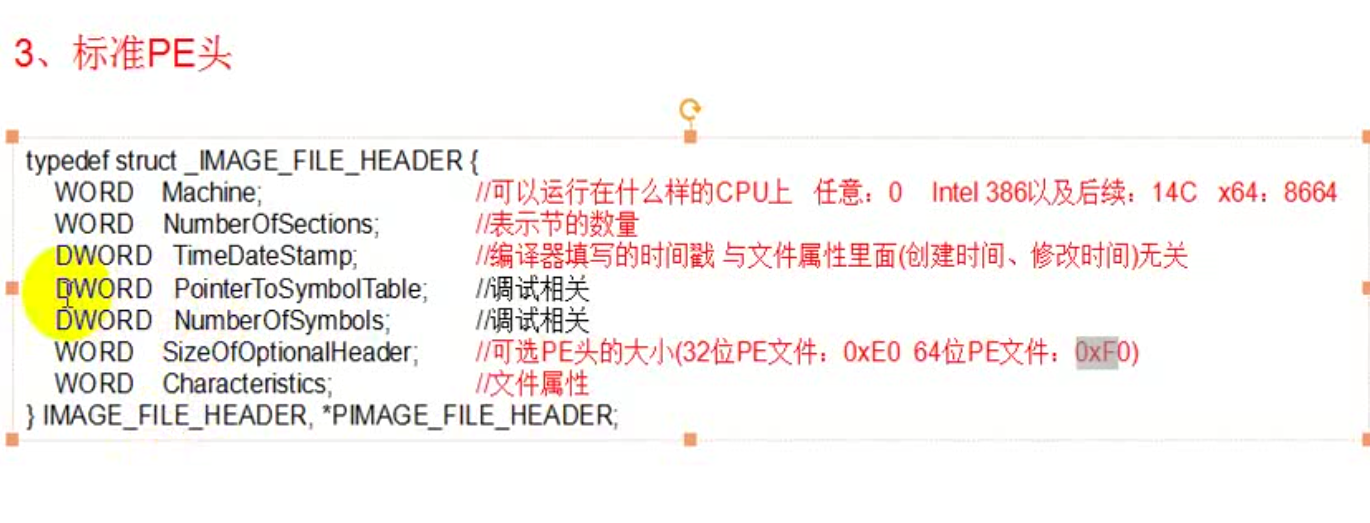 3、标准PE头
typedef struct _IMAGE_FILE_HEADER {
WORD Machine; //可以运行在什么样的CPU上 任意：0 Intel 386以及后续：14C x64：8664
WORD NumberOfSections; //表示节的数量
DWORD TimeDateStamp; //编译器填写的时间戳 与文件属性里面(创建时间、修改时间)无关
DWORD PointerToSymbolTable; //调试相关
DWORD NumberOfSymbols; //调试相关
WORD SizeOfOptionalHeader; //可选PE头的大小(32位PE文件：0xE0 64位PE文件：0xF0)
WORD Characteristics; //文件属性
} IMAGE_FILE_HEADER, *PIMAGE_FILE_HEADER;